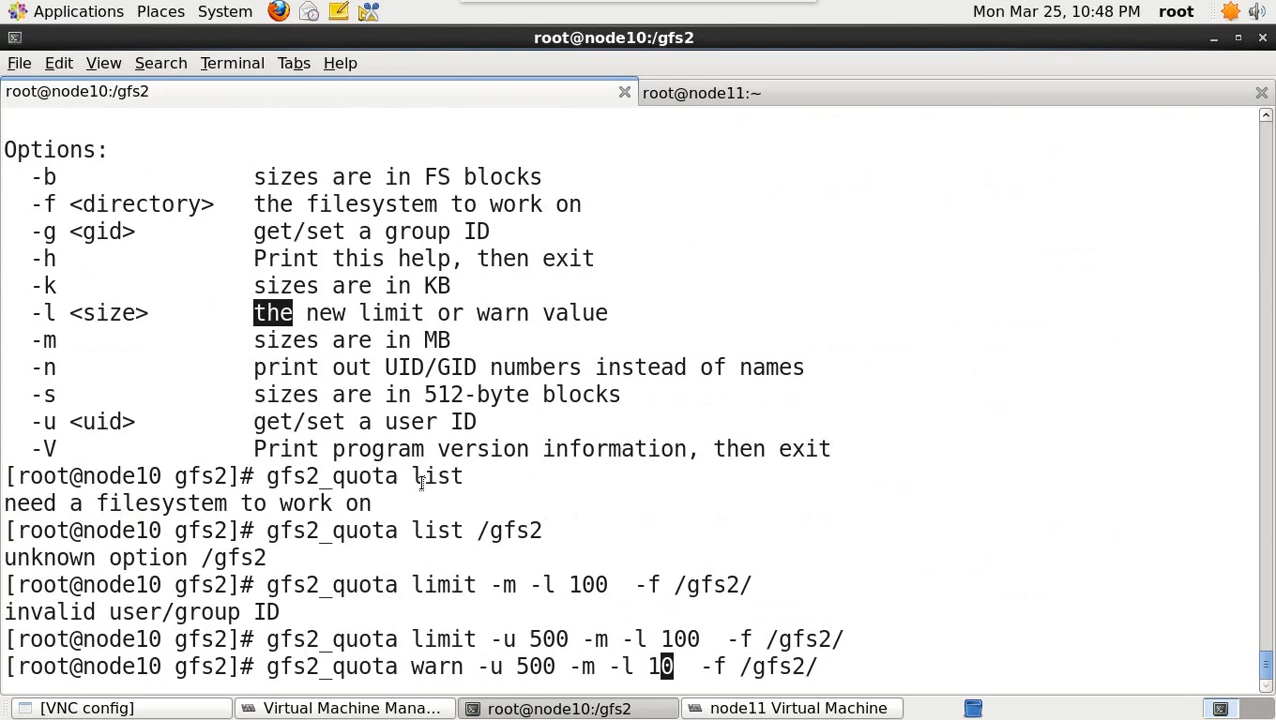 Applications Places System Mon Mar 25, 10:48 PM root
root@node10:/gfs2
File Edit View Search Terminal Tabs Help
root@node10:/gfs2 root@node11:~
Options:
-b sizes are in FS blocks
-f <directory> the filesystem to work on
-g <gid> get/set a group ID
-h Print this help, then exit
-k sizes are in KB
-l <size> the new limit or warn value
-m sizes are in MB
-n print out UID/GID numbers instead of names
-s sizes are in 512-byte blocks
-u <uid> get/set a user ID
-V Print program version information, then exit
[root@node10 gfs2]# gfs2_quota list
need a filesystem to work on
[root@node10 gfs2]# gfs2_quota list /gfs2
unknown option /gfs2
[root@node10 gfs2]# gfs2_quota limit -m -l 100 -f /gfs2/
invalid user/group ID
[root@node10 gfs2]# gfs2_quota limit -u 500 -m -l 100 -f /gfs2/
[root@node10 gfs2]# gfs2_quota warn -u 500 -m -l 10 -f /gfs2/
[VNC config] Virtual Machine Mana... root@node10:/gfs2 node11 Virtual Machine